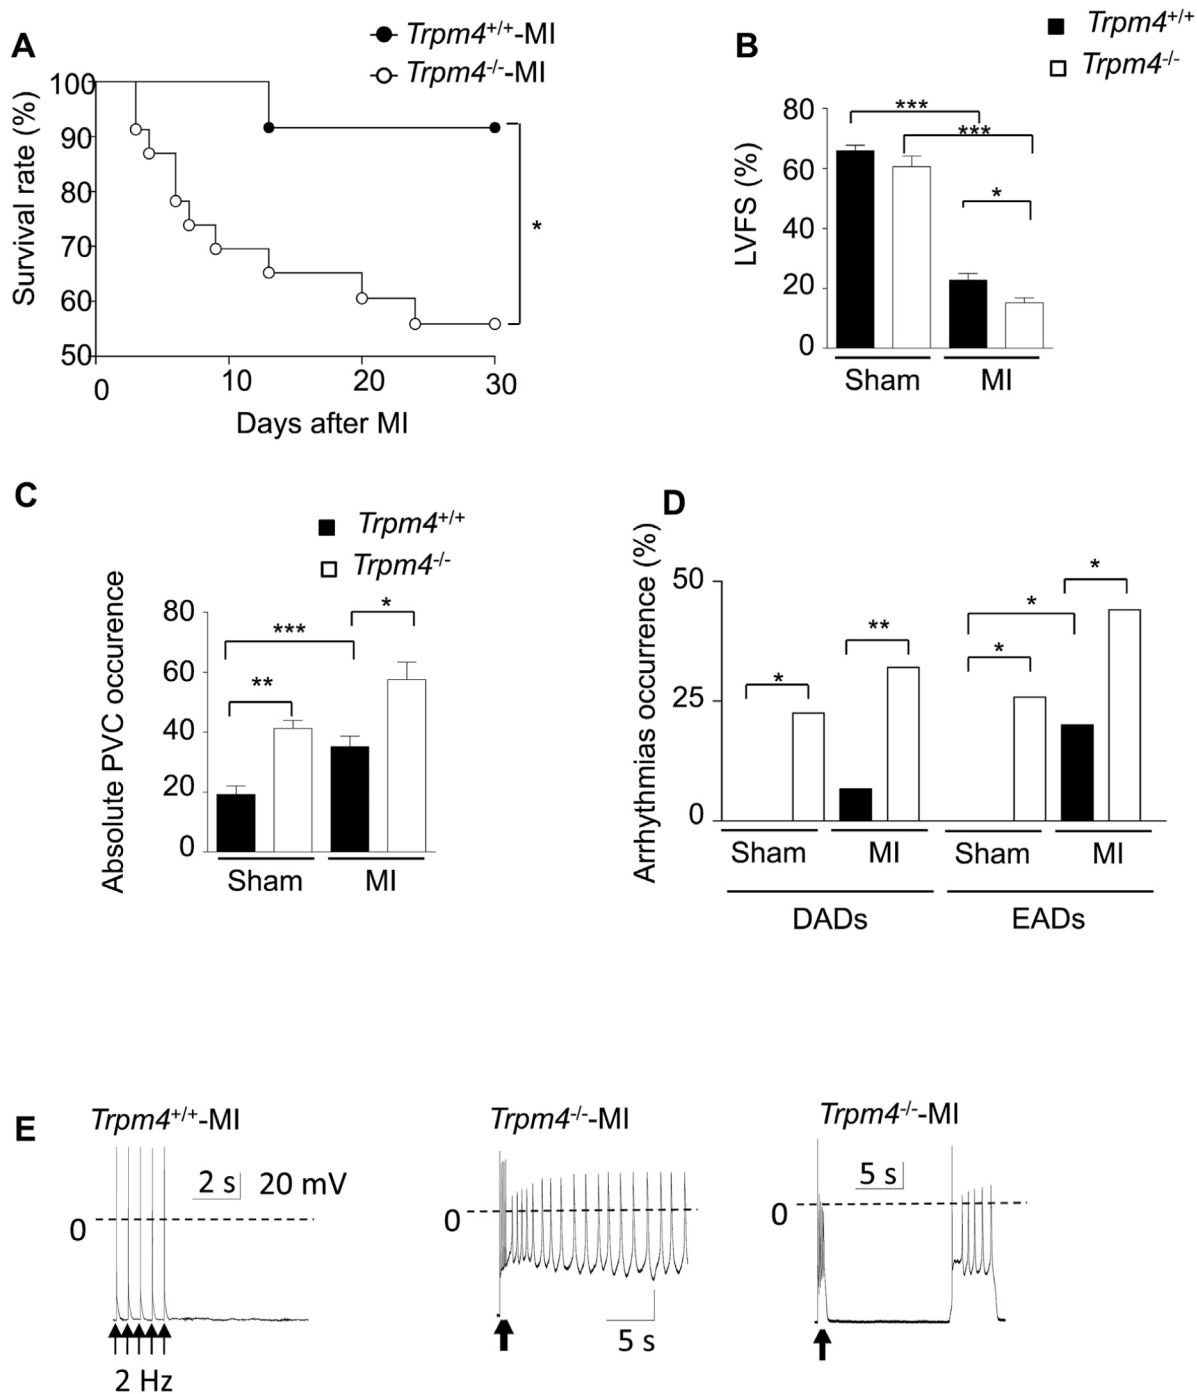 A
Trpm4+/+-MI
Trpm4-/--MI
Survival rate (%)
100
90
80
70
60
50
0
10
20
30
Days after MI
*
B
Trpm4+/+
Trpm4-/-
LVFS (%)
80
60
40
20
0
***
***
*
Sham
MI
C
Trpm4+/+
Trpm4-/-
Absolute PVC occurence
80
60
40
20
0
**
***
*
Sham
MI
D
Arrhythmias occurrence (%)
50
25
0
*
**
*
*
*
Sham
MI
Sham
MI
DADs
EADs
E
Trpm4+/+-MI
2 s
20 mV
0
2 Hz
Trpm4-/--MI
0
5 s
Trpm4-/--MI
5 s
0